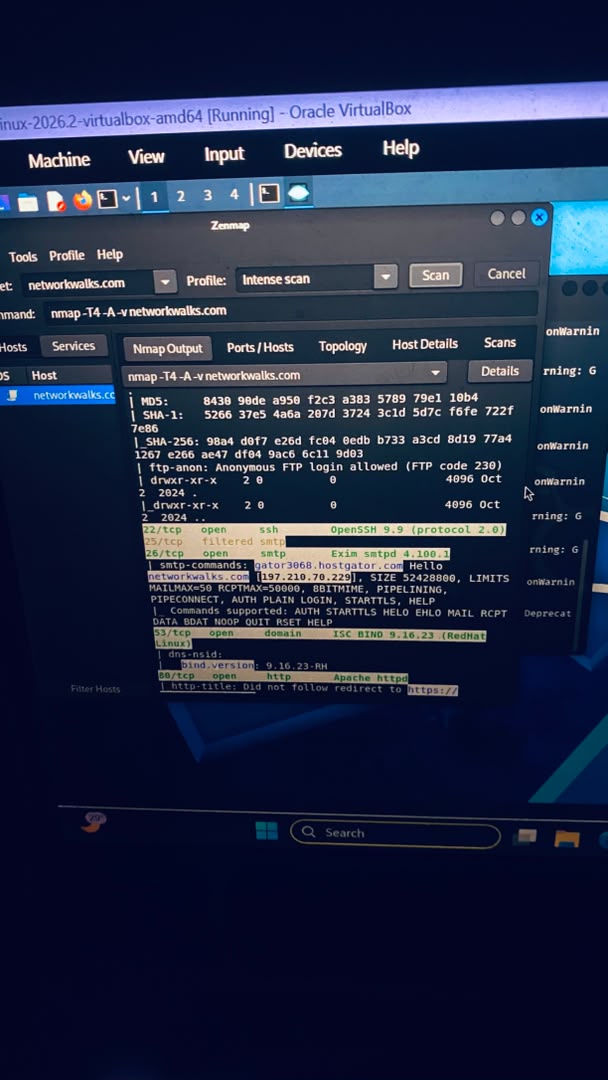 inux-2026.2-virtualbox-amd64 [Running] - Oracle VirtualBox
Machine View Input Devices Help
1 2 3 4
Zenmap
Tools Profile Help
et: networkwalks.com Profile: Intense scan Scan Cancel
mmand: nmap -T4 -A -v networkwalks.com
Hosts Services Nmap Output Ports / Hosts Topology Host Details Scans
OS Host nmap -T4 -A -v networkwalks.com Details
networkwalks.cc
| MD5: 8430 90de a950 f2c3 a383 5789 79e1 10b4
| SHA-1: 5266 37e5 4a6a 207d 3724 3c1d 5d7c f6fe 722f
7e86
|_SHA-256: 98a4 d0f7 e26d fc04 0edb b733 a3cd 8d19 77a4
1267 e266 ae47 df04 9ac6 6c11 9d03
| ftp-anon: Anonymous FTP login allowed (FTP code 230)
| drwxr-xr-x 2 0 0 4096 Oct
2 2024 .
|_drwxr-xr-x 2 0 0 4096 Oct
2 2024 ..
22/tcp open ssh OpenSSH 9.9 (protocol 2.0)
25/tcp filtered smtp
26/tcp open smtp Exim smtpd 4.100.1
| smtp-commands: gator3068.hostgator.com Hello
networkwalks.com [197.210.70.229], SIZE 52428800, LIMITS
MAILMAX=50 RCPTMAX=50000, 8BITMIME, PIPELINING,
PIPECONNECT, AUTH PLAIN LOGIN, STARTTLS, HELP
|_ Commands supported: AUTH STARTTLS HELO EHLO MAIL RCPT
DATA BDAT NOOP QUIT RSET HELP
53/tcp open domain ISC BIND 9.16.23 (RedHat
Linux)
| dns-nsid:
|_ bind.version: 9.16.23-RH
80/tcp open http Apache httpd
|_http-title: Did not follow redirect to https://
Filter Hosts
onWarnin
rning: G
onWarnin
onWarnin
onWarnin
rning: G
rning: G
onWarnin
Deprecat
29°
Search